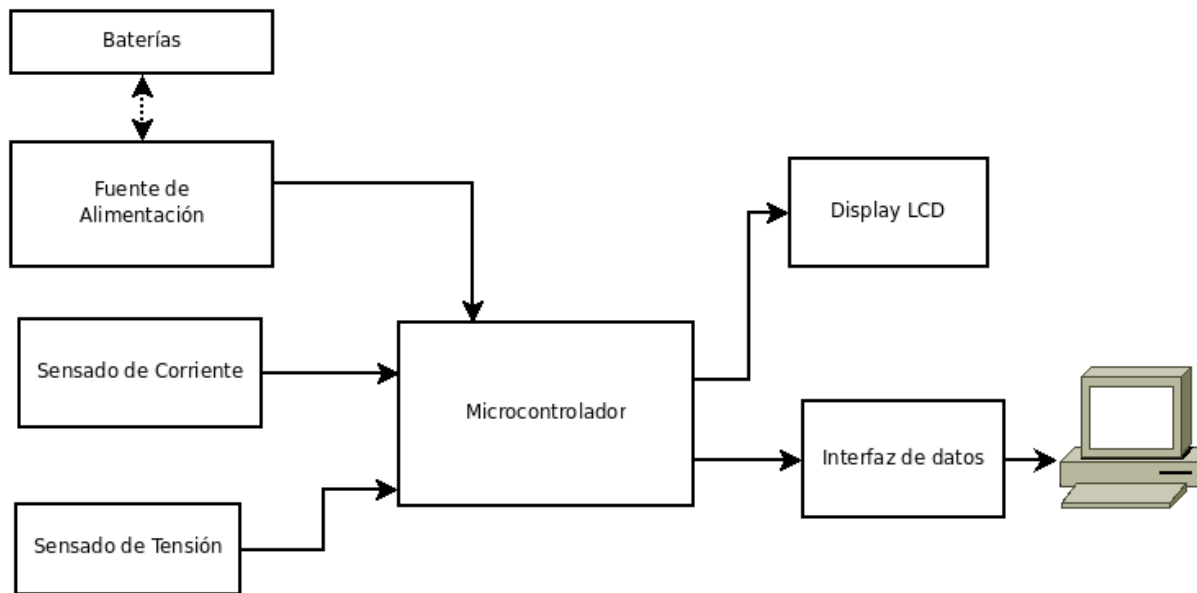 Baterías
Fuente de
Alimentación
Display LCD
Sensado de Corriente
Microcontrolador
Interfaz de datos
Sensado de Tensión